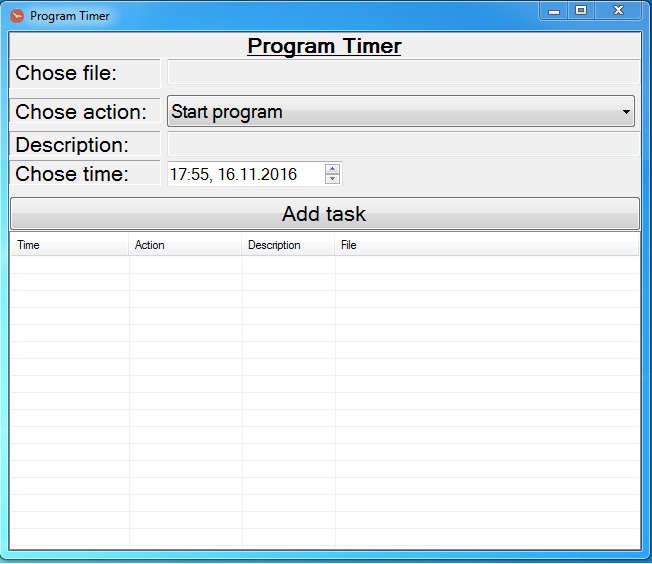 Program Timer
Program Timer
Chose file:
Chose action: Start program
Description:
Chose time: 17:55, 16.11.2016
Add task
Time Action Description File